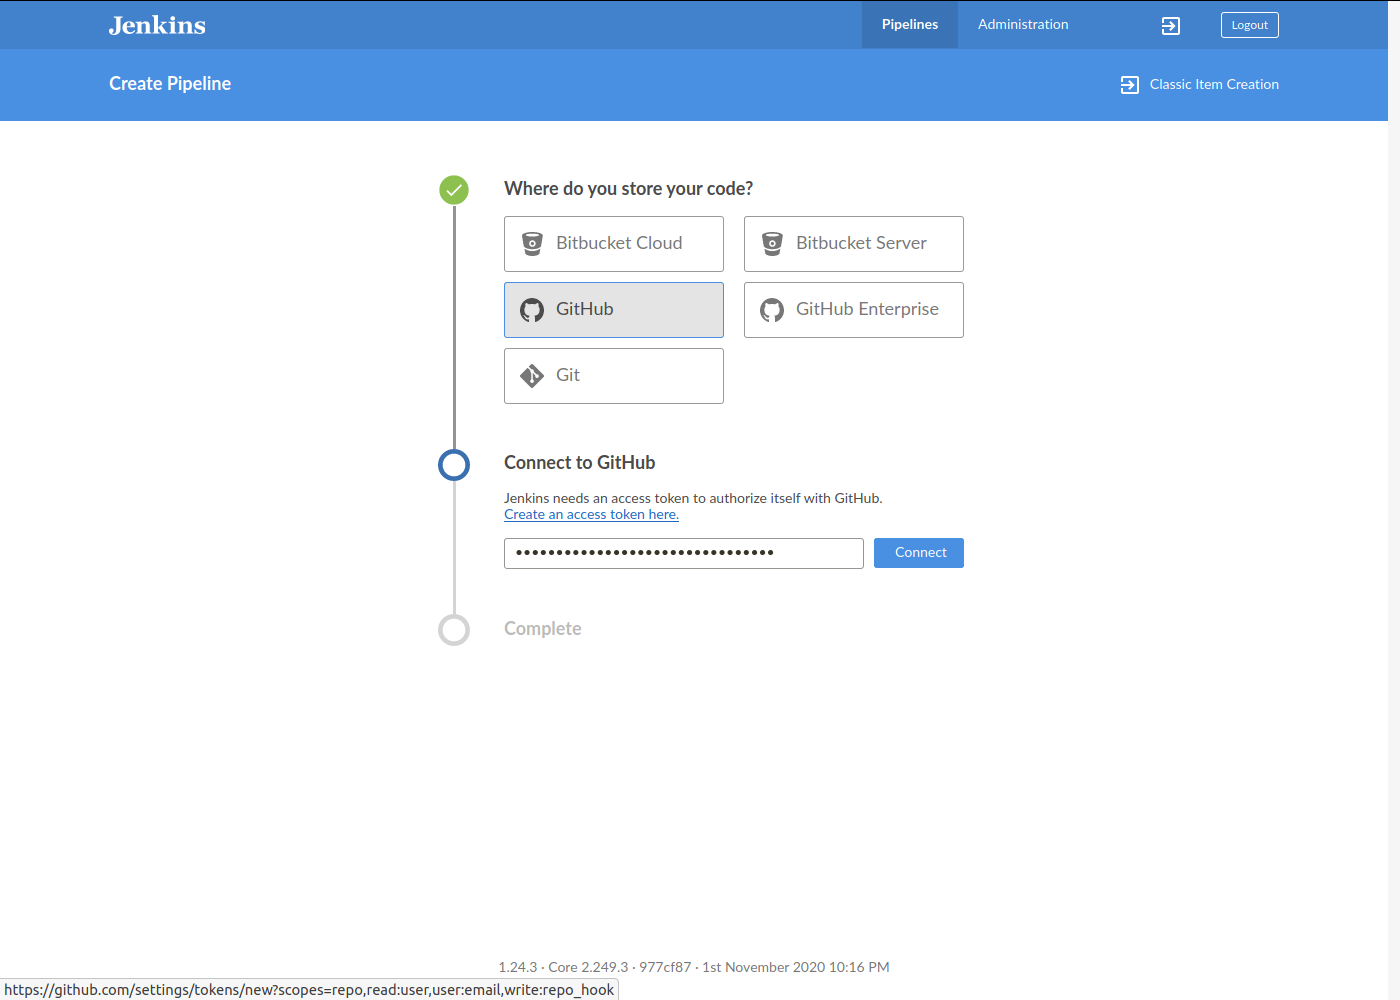 Jenkins
Pipelines
Administration
Logout
Create Pipeline
Classic Item Creation
Where do you store your code?
Bitbucket Cloud
Bitbucket Server
GitHub
GitHub Enterprise
Git
Connect to GitHub
Jenkins needs an access token to authorize itself with GitHub.
Create an access token here.
••••••••••••••••••••••••••••••••
Connect
Complete
1.24.3 · Core 2.249.3 · 977cf87 · 1st November 2020 10:16 PM
https://github.com/settings/tokens/new?scopes=repo,read:user,user:email,write:repo_hook